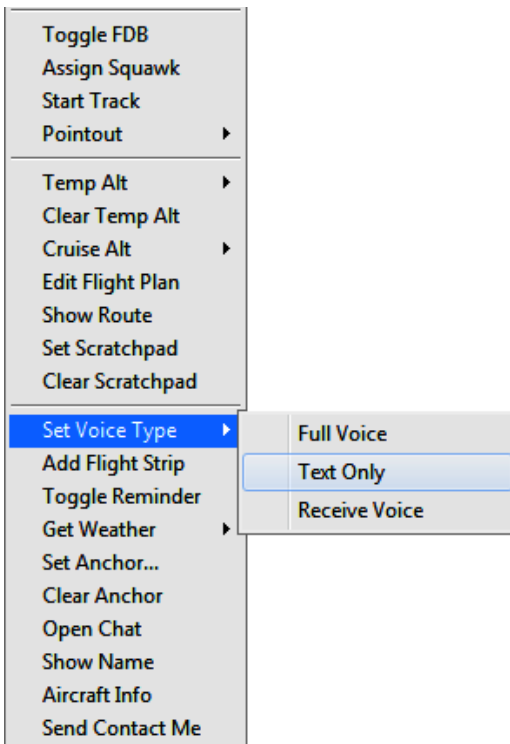 Toggle FDB
Assign Squawk
Start Track
Pointout
Temp Alt
Clear Temp Alt
Cruise Alt
Edit Flight Plan
Show Route
Set Scratchpad
Clear Scratchpad
Set Voice Type
Full Voice
Text Only
Receive Voice
Add Flight Strip
Toggle Reminder
Get Weather
Set Anchor...
Clear Anchor
Open Chat
Show Name
Aircraft Info
Send Contact Me